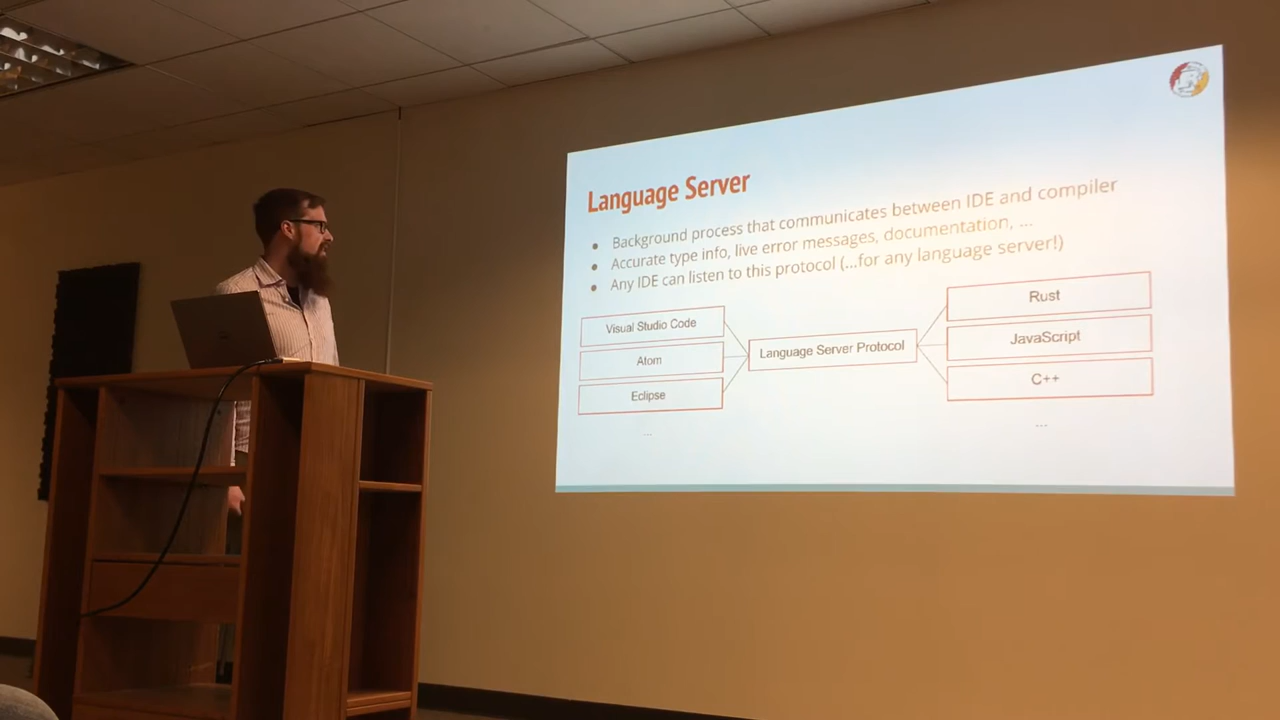 Language Server
● Background process that communicates between IDE and compiler
● Accurate type info, live error messages, documentation, ...
● Any IDE can listen to this protocol (...for any language server!)
Visual Studio Code
Atom
Eclipse
...
Language Server Protocol
Rust
JavaScript
C++
...